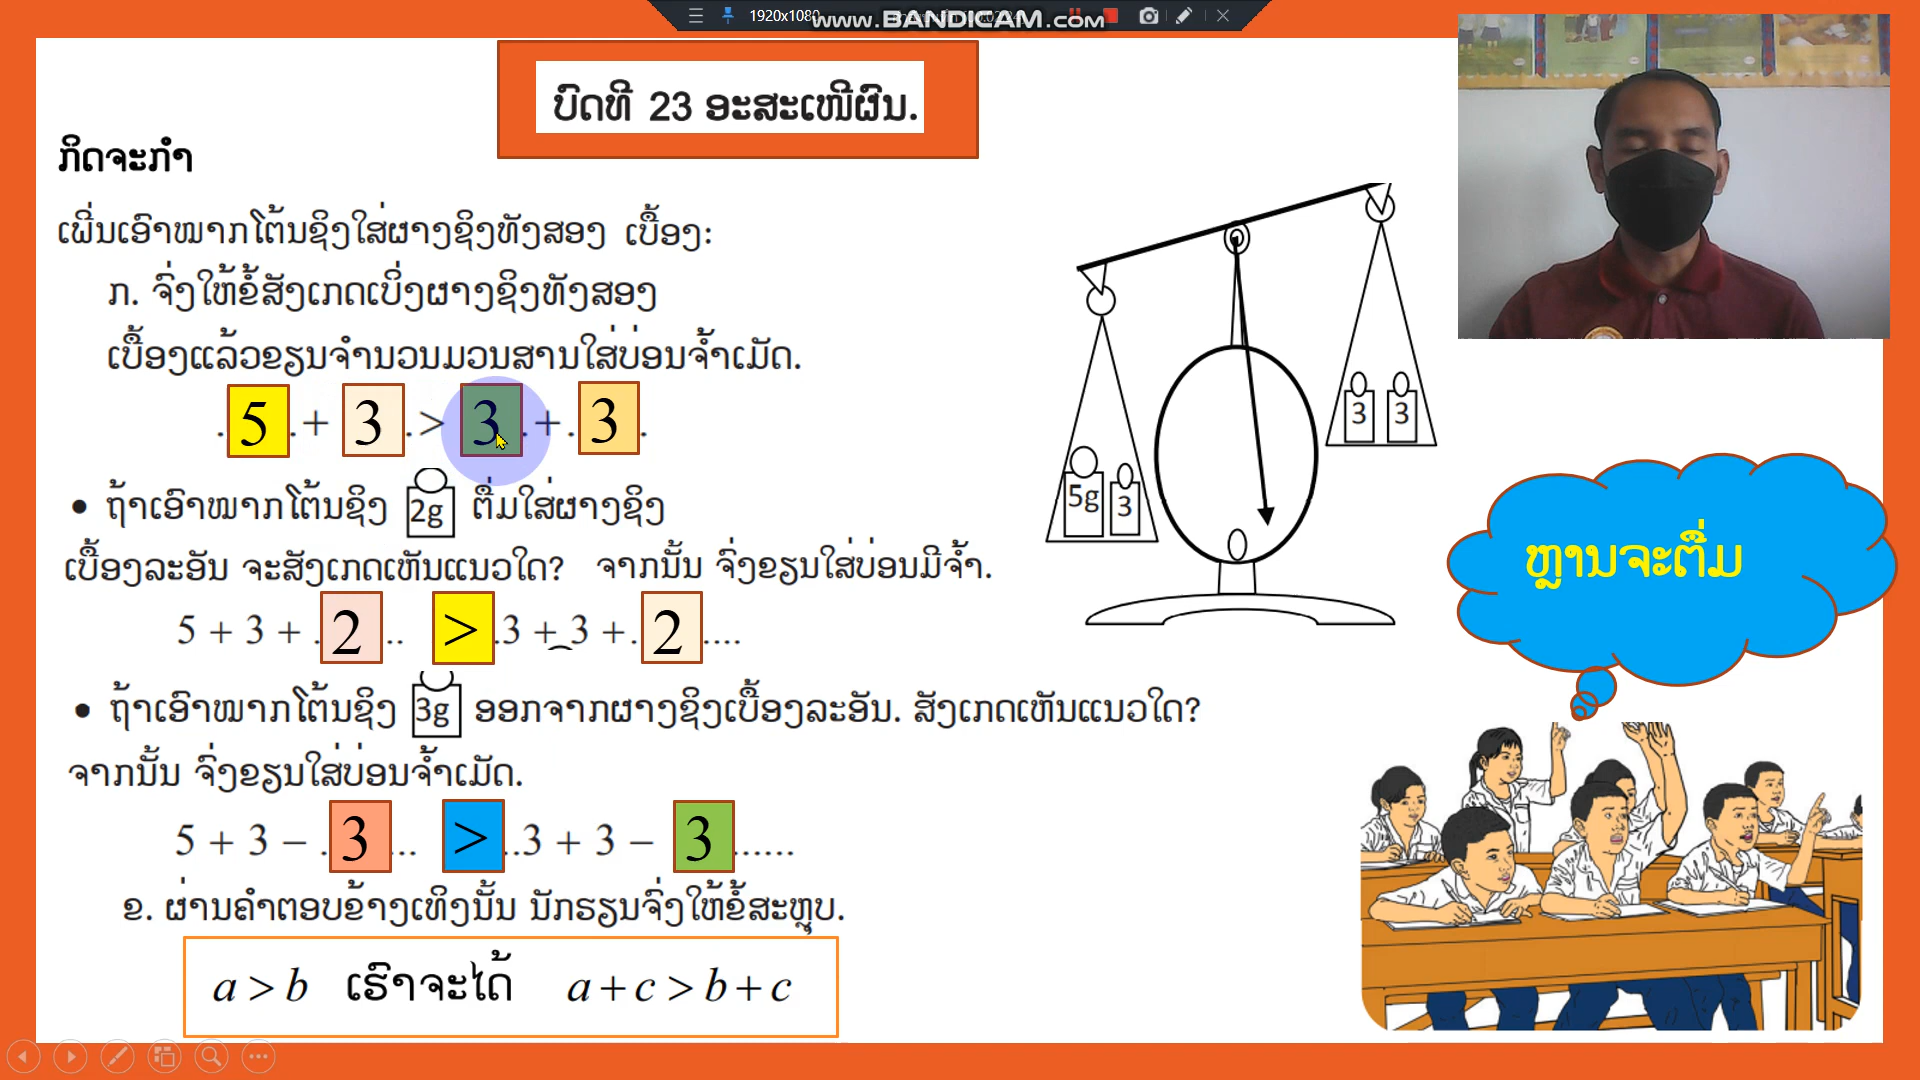 1920x1080
www.BANDICAM.com
ບົດທີ 23 ອະສະເໝີຜົນ.
ກິດຈະກຳ
ເພິ່ນເອົາໝາກໂຕ້ນຊິງໃສ່ຜາງຊິງທັງສອງ ເບື້ອງ:
ກ. ຈົ່ງໃຫ້ຂໍ້ສັງເກດເບິ່ງຜາງຊິງທັງສອງ
ເບື້ອງແລ້ວຂຽນຈຳນວນມວນສານໃສ່ບ່ອນຈ້ຳເມັດ.
.5.+ 3.> 3.+.3.
• ຖ້າເອົາໝາກໂຕ້ນຊິງ 2g ຕື່ມໃສ່ຜາງຊິງ
ເບື້ອງລະອັນ ຈະສັງເກດເຫັນແນວໃດ? ຈາກນັ້ນ ຈົ່ງຂຽນໃສ່ບ່ອນມີຈ້ຳ.
5 + 3 + .2.. > .3 + 3 +.2....
• ຖ້າເອົາໝາກໂຕ້ນຊິງ 3g ອອກຈາກຜາງຊິງເບື້ອງລະອັນ. ສັງເກດເຫັນແນວໃດ?
ຈາກນັ້ນ ຈົ່ງຂຽນໃສ່ບ່ອນຈ້ຳເມັດ.
5 + 3 − .3... > ..3 + 3 − 3......
ຂ. ຜ່ານຄຳຕອບຂ້າງເທິງນັ້ນ ນັກຮຽນຈົ່ງໃຫ້ຂໍ້ສະຫຼຸບ.
a > b ເຮົາຈະໄດ້ a + c > b + c
3 3
5g 3
ຫຼານຈະຕື່ມ